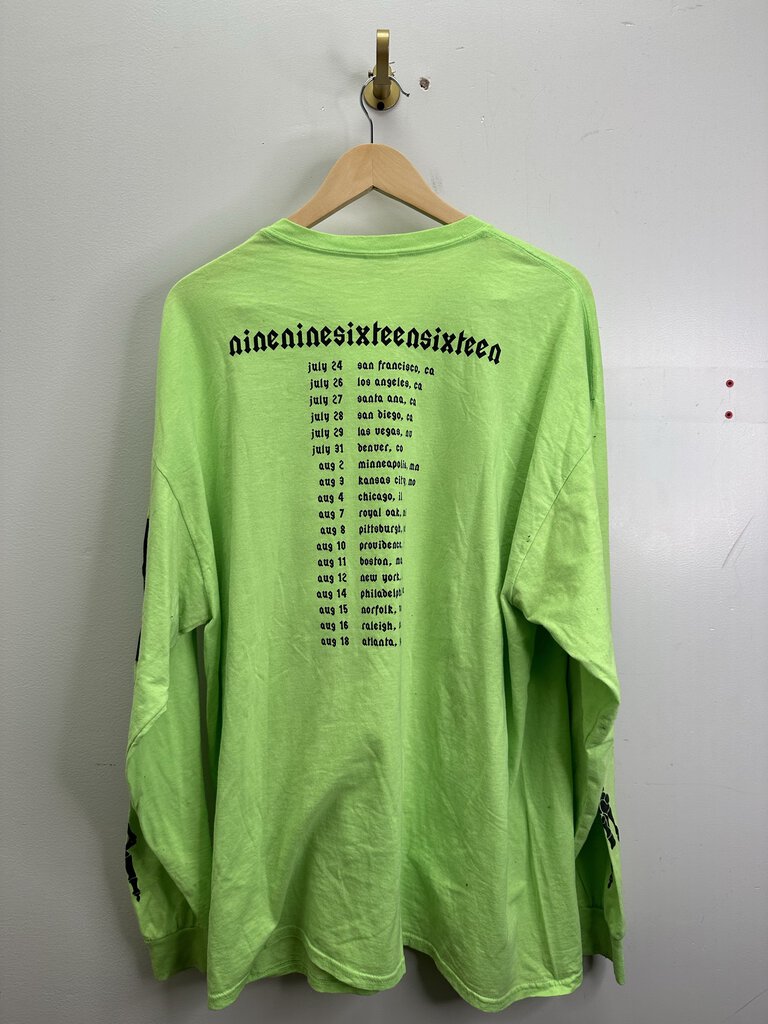 nineninesixteensixteen
july 24 san francisco, ca
july 26 los angeles, ca
july 27 santa ana, ca
july 28 san diego, ca
july 29 las vegas, nv
july 31 denver, co
aug 2 minneapolis, mn
aug 3 kansas city mo
aug 4 chicago, il
aug 7 royal oak,
aug 8 pittsburgh,
aug 10 providence
aug 11 boston,
aug 12 new york,
aug 14 philadelph
aug 15 norfolk,
aug 16 raleigh,
aug 18 atlanta,